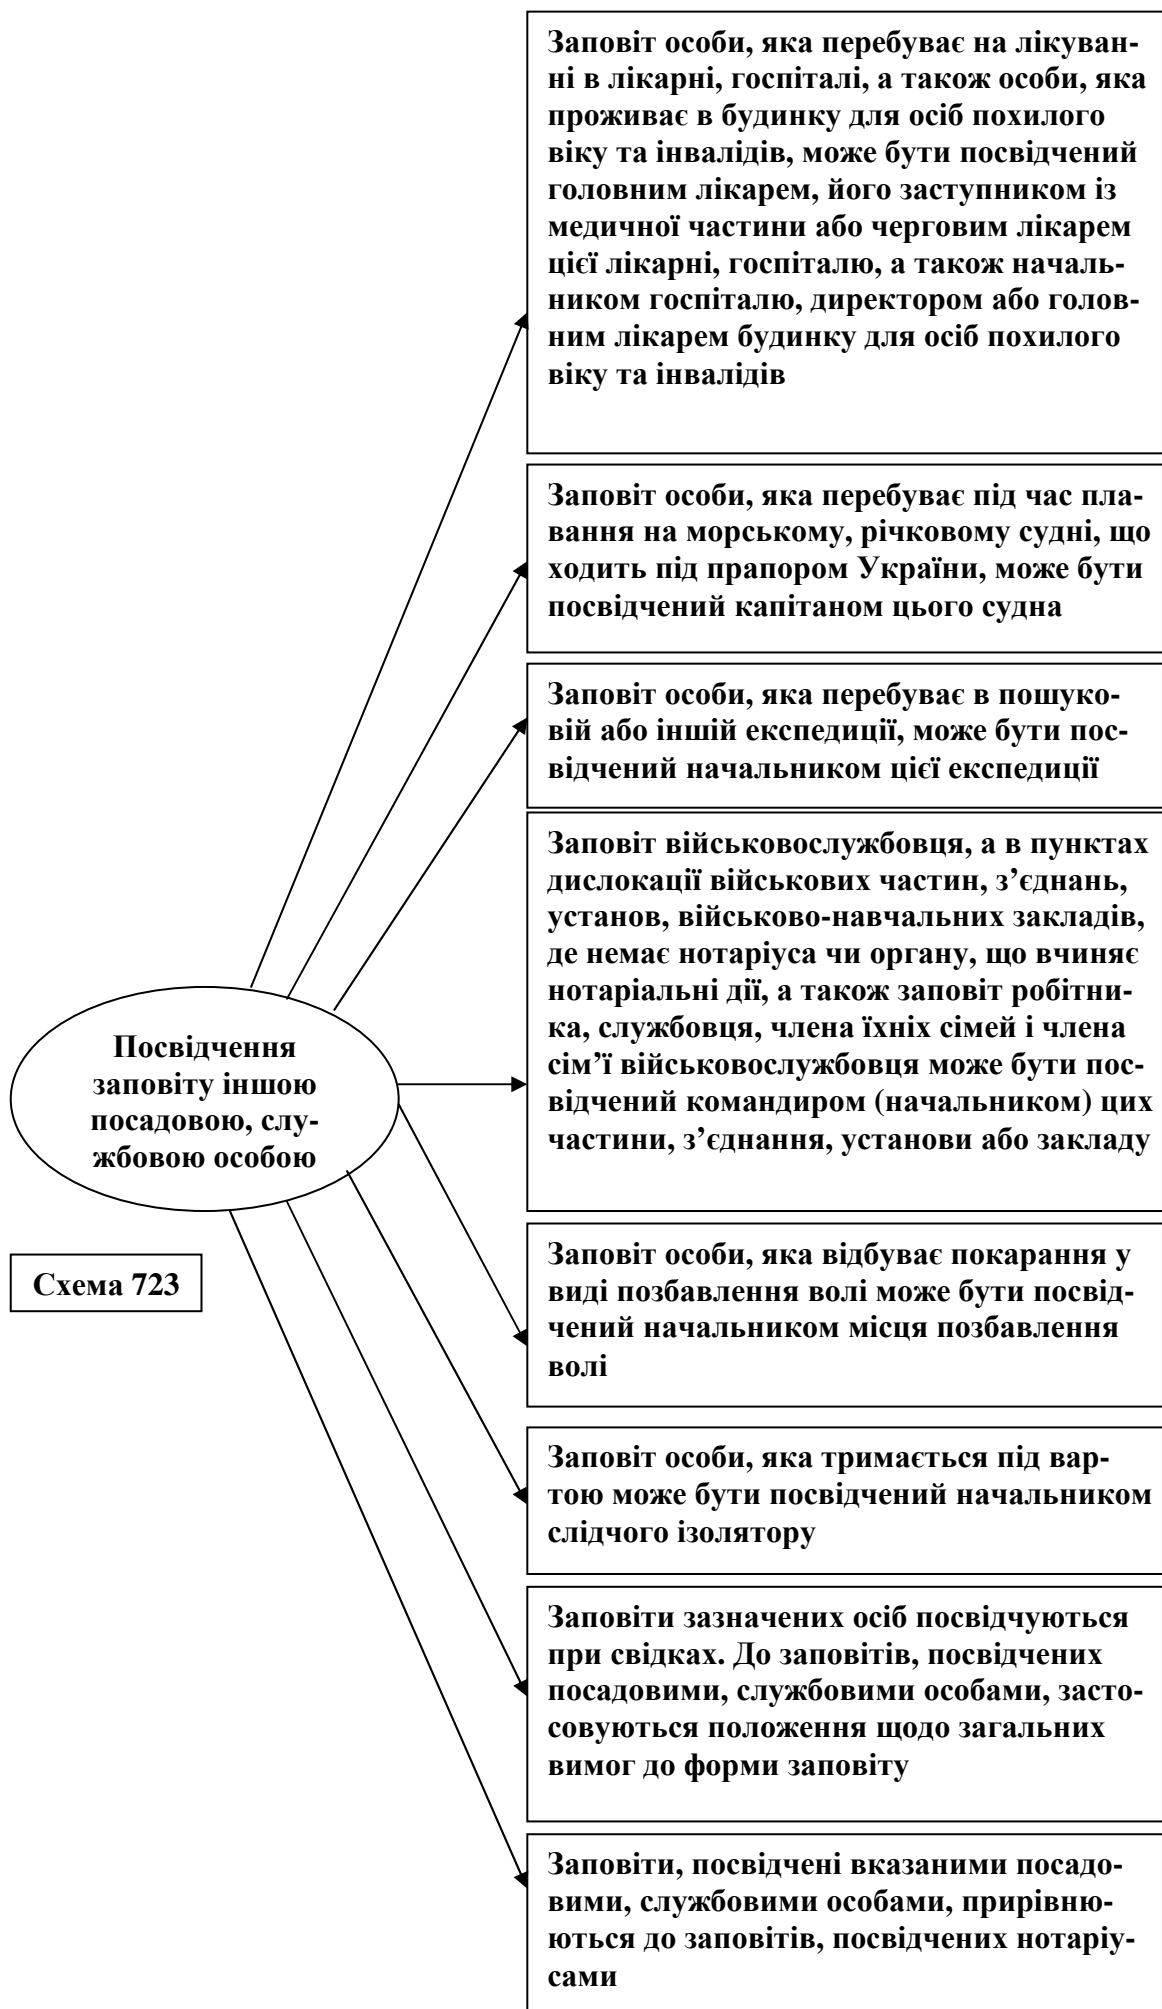 Заповіт особи, яка перебуває на лікуван-
ні в лікарні, госпіталі, а також особи, яка
проживає в будинку для осіб похилого
віку та інвалідів, може бути посвідчений
головним лікарем, його заступником із
медичної частини або черговим лікарем
цієї лікарні, госпіталю, а також началь-
ником госпіталю, директором або голов-
ним лікарем будинку для осіб похилого
віку та інвалідів
Заповіт особи, яка перебуває під час пла-
вання на морському, річковому судні, що
ходить під прапором України, може бути
посвідчений капітаном цього судна
Заповіт особи, яка перебуває в пошуко-
вій або іншій експедиції, може бути пос-
відчений начальником цієї експедиції
Заповіт військовослужбовця, а в пунктах
дислокації військових частин, з’єднань,
установ, військово-навчальних закладів,
де немає нотаріуса чи органу, що вчиняє
нотаріальні дії, а також заповіт робітни-
ка, службовця, члена їхніх сімей і члена
сім’ї військовослужбовця може бути пос-
відчений командиром (начальником) цих
частини, з’єднання, установи або закладу
Посвідчення
заповіту іншою
посадовою, слу-
жбовою особою
Схема 723
Заповіт особи, яка відбуває покарання у
виді позбавлення волі може бути посвід-
чений начальником місця позбавлення
волі
Заповіт особи, яка тримається під вар-
тою може бути посвідчений начальником
слідчого ізолятору
Заповіти зазначених осіб посвідчуються
при свідках. До заповітів, посвідчених
посадовими, службовими особами, засто-
совуються положення щодо загальних
вимог до форми заповіту
Заповіти, посвідчені вказаними посадо-
вими, службовими особами, прирівню-
ються до заповітів, посвідчених нотаріу-
сами